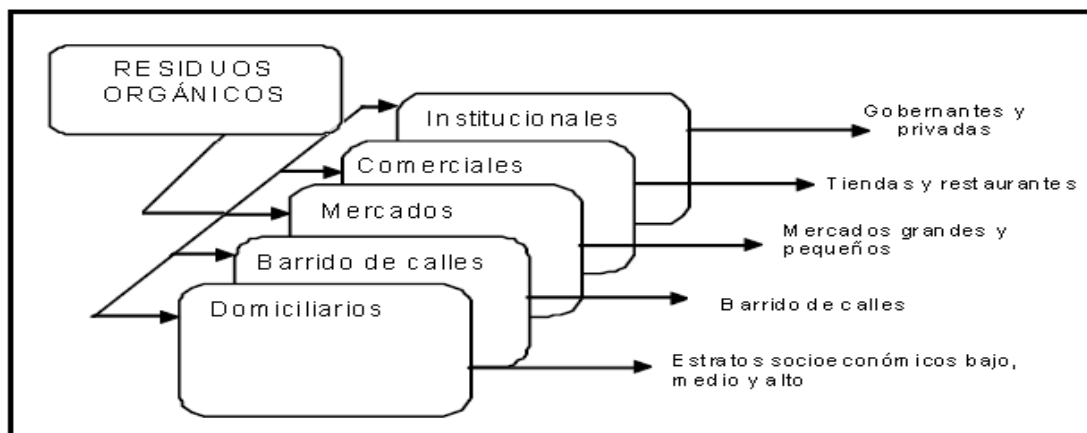 RESIDUOS
ORGÁNICOS
Institucionales
Gobernantes y
privadas
Comerciales
Tiendas y restaurantes
Mercados
Mercados grandes y
pequeños
Barrido de calles
Barrido de calles
Domiciliarios
Estratos socioeconómicos bajo,
medio y alto